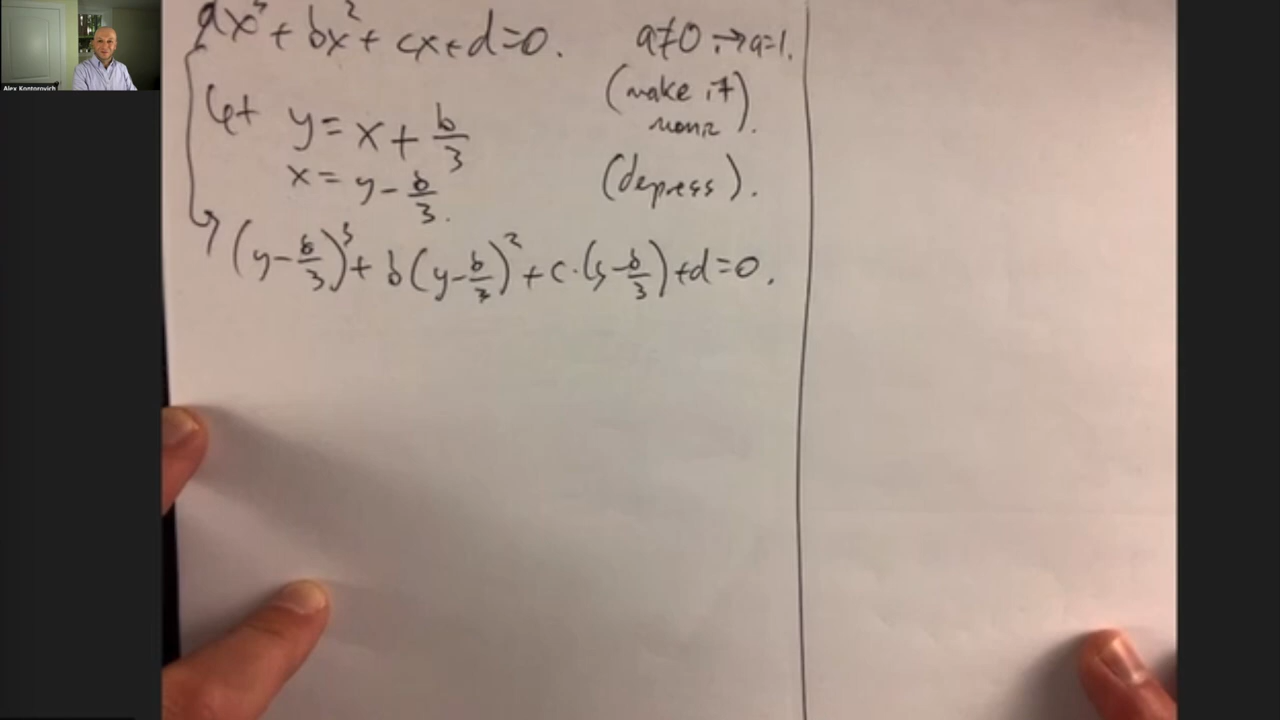 ax³ + bx² + cx + d = 0. a ≠ 0 → a = 1.
Alex Kontorovich
(make it monic).
Let y = x + b/3
x = y - b/3.
(depress).
(y - b/3)³ + b(y - b/3)² + c·(y - b/3) + d = 0.